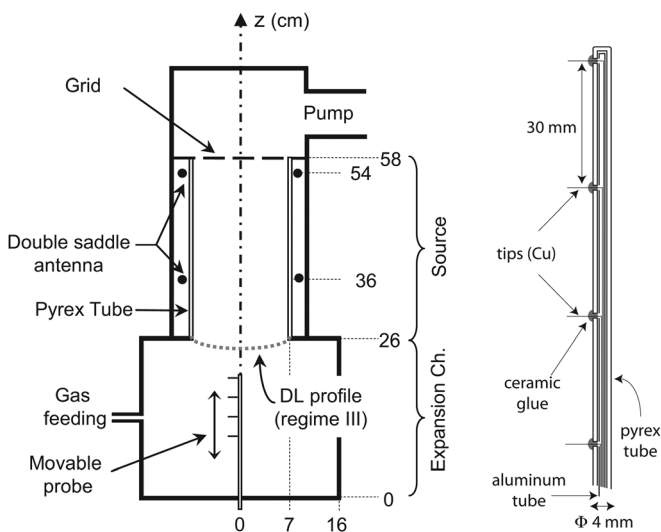 z (cm)
Grid
Pump
58
54
Double saddle
antenna
36
Source
Pyrex Tube
26
Gas
feeding
DL profile
(regime III)
Expansion Ch.
Movable
probe
0
0 7 16
30 mm
tips (Cu)
ceramic
glue
pyrex
tube
aluminum
tube
Φ 4 mm